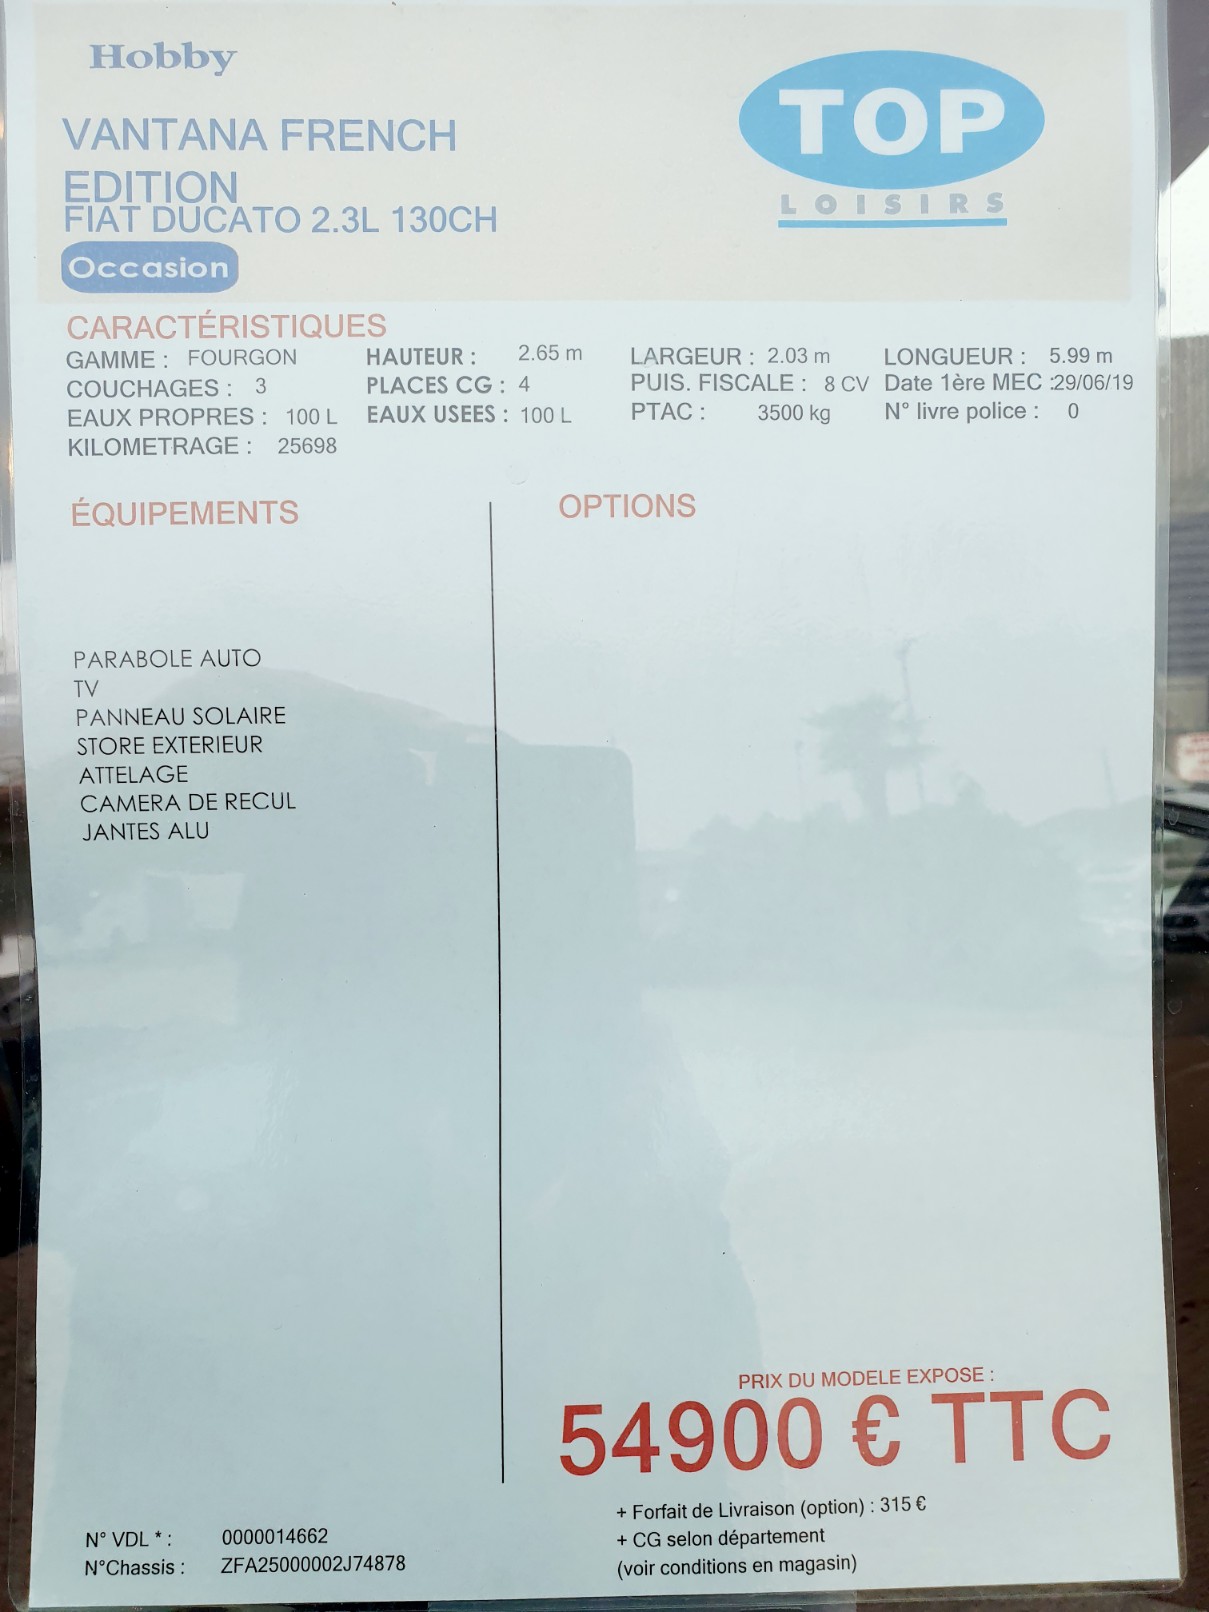 Hobby
TOP
LOISIRS
VANTANA FRENCH
EDITION
FIAT DUCATO 2.3L 130CH
Occasion
CARACTÉRISTIQUES
GAMME : FOURGON HAUTEUR : 2.65 m LARGEUR : 2.03 m LONGUEUR : 5.99 m
COUCHAGES : 3 PLACES CG : 4 PUIS. FISCALE : 8 CV Date 1ère MEC :29/06/19
EAUX PROPRES : 100 L EAUX USEES : 100 L PTAC : 3500 kg N° livre police : 0
KILOMETRAGE : 25698
ÉQUIPEMENTS
PARABOLE AUTO
TV
PANNEAU SOLAIRE
STORE EXTERIEUR
ATTELAGE
CAMERA DE RECUL
JANTES ALU
OPTIONS
PRIX DU MODELE EXPOSE :
54900 € TTC
+ Forfait de Livraison (option) : 315 €
+ CG selon département
(voir conditions en magasin)
N° VDL * : 0000014662
N°Chassis : ZFA25000002J74878